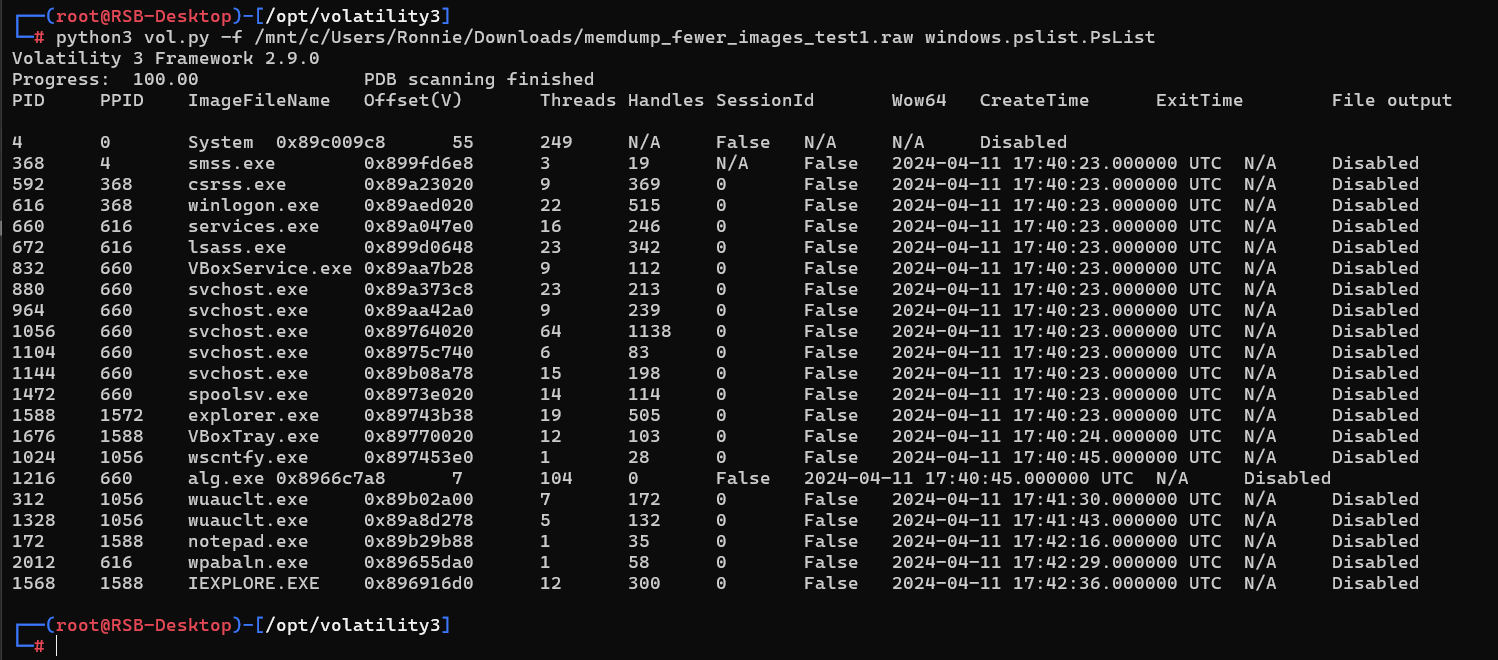 ┌──(root@RSB-Desktop)-[/opt/volatility3]
└─# python3 vol.py -f /mnt/c/Users/Ronnie/Downloads/memdump_fewer_images_test1.raw windows.pslist.PsList
Volatility 3 Framework 2.9.0
Progress:  100.00               PDB scanning finished
PID     PPID    ImageFileName   Offset(V)       Threads Handles SessionId       Wow64   CreateTime      ExitTime        File output

4       0       System  0x89c009c8      55      249     N/A     False   N/A     N/A     Disabled
368     4       smss.exe        0x899fd6e8      3       19      N/A     False   2024-04-11 17:40:23.000000 UTC  N/A     Disabled
592     368     csrss.exe       0x89a23020      9       369     0       False   2024-04-11 17:40:23.000000 UTC  N/A     Disabled
616     368     winlogon.exe    0x89aed020      22      515     0       False   2024-04-11 17:40:23.000000 UTC  N/A     Disabled
660     616     services.exe    0x89a047e0      16      246     0       False   2024-04-11 17:40:23.000000 UTC  N/A     Disabled
672     616     lsass.exe       0x899d0648      23      342     0       False   2024-04-11 17:40:23.000000 UTC  N/A     Disabled
832     660     VBoxService.exe 0x89aa7b28      9       112     0       False   2024-04-11 17:40:23.000000 UTC  N/A     Disabled
880     660     svchost.exe     0x89a373c8      23      213     0       False   2024-04-11 17:40:23.000000 UTC  N/A     Disabled
964     660     svchost.exe     0x89aa42a0      9       239     0       False   2024-04-11 17:40:23.000000 UTC  N/A     Disabled
1056    660     svchost.exe     0x89764020      64      1138    0       False   2024-04-11 17:40:23.000000 UTC  N/A     Disabled
1104    660     svchost.exe     0x8975c740      6       83      0       False   2024-04-11 17:40:23.000000 UTC  N/A     Disabled
1144    660     svchost.exe     0x89b08a78      15      198     0       False   2024-04-11 17:40:23.000000 UTC  N/A     Disabled
1472    660     spoolsv.exe     0x8973e020      14      114     0       False   2024-04-11 17:40:23.000000 UTC  N/A     Disabled
1588    1572    explorer.exe    0x89743b38      19      505     0       False   2024-04-11 17:40:23.000000 UTC  N/A     Disabled
1676    1588    VBoxTray.exe    0x89770020      12      103     0       False   2024-04-11 17:40:24.000000 UTC  N/A     Disabled
1024    1056    wscntfy.exe     0x897453e0      1       28      0       False   2024-04-11 17:40:45.000000 UTC  N/A     Disabled
1216    660     alg.exe 0x8966c7a8      7       104     0       False   2024-04-11 17:40:45.000000 UTC  N/A     Disabled
312     1056    wuauclt.exe     0x89b02a00      7       172     0       False   2024-04-11 17:41:30.000000 UTC  N/A     Disabled
1328    1056    wuauclt.exe     0x89a8d278      5       132     0       False   2024-04-11 17:41:43.000000 UTC  N/A     Disabled
172     1588    notepad.exe     0x89b29b88      1       35      0       False   2024-04-11 17:42:16.000000 UTC  N/A     Disabled
2012    616     wpabaln.exe     0x89655da0      1       58      0       False   2024-04-11 17:42:29.000000 UTC  N/A     Disabled
1568    1588    IEXPLORE.EXE    0x896916d0      12      300     0       False   2024-04-11 17:42:36.000000 UTC  N/A     Disabled

┌──(root@RSB-Desktop)-[/opt/volatility3]
└─#